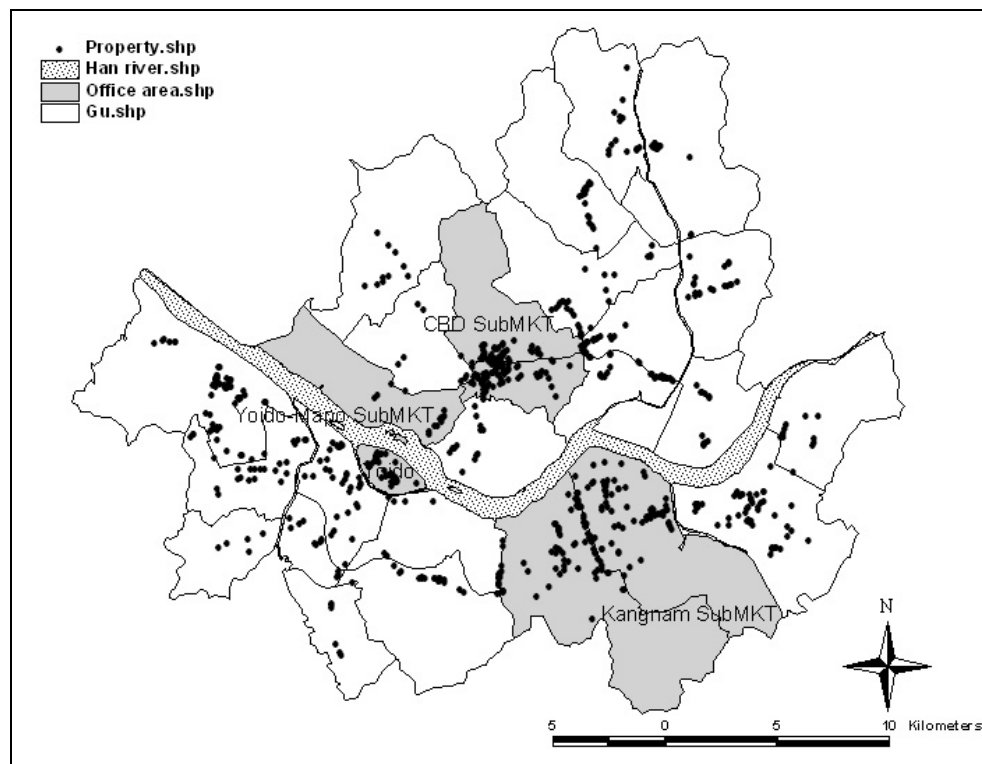 Property.shp
Han river.shp
Office area.shp
Gu.shp
CBD SubMKT
Yoido-Mapo SubMKT
Yoido
Kangnam SubMKT
N
5 0 5 10 Kilometers